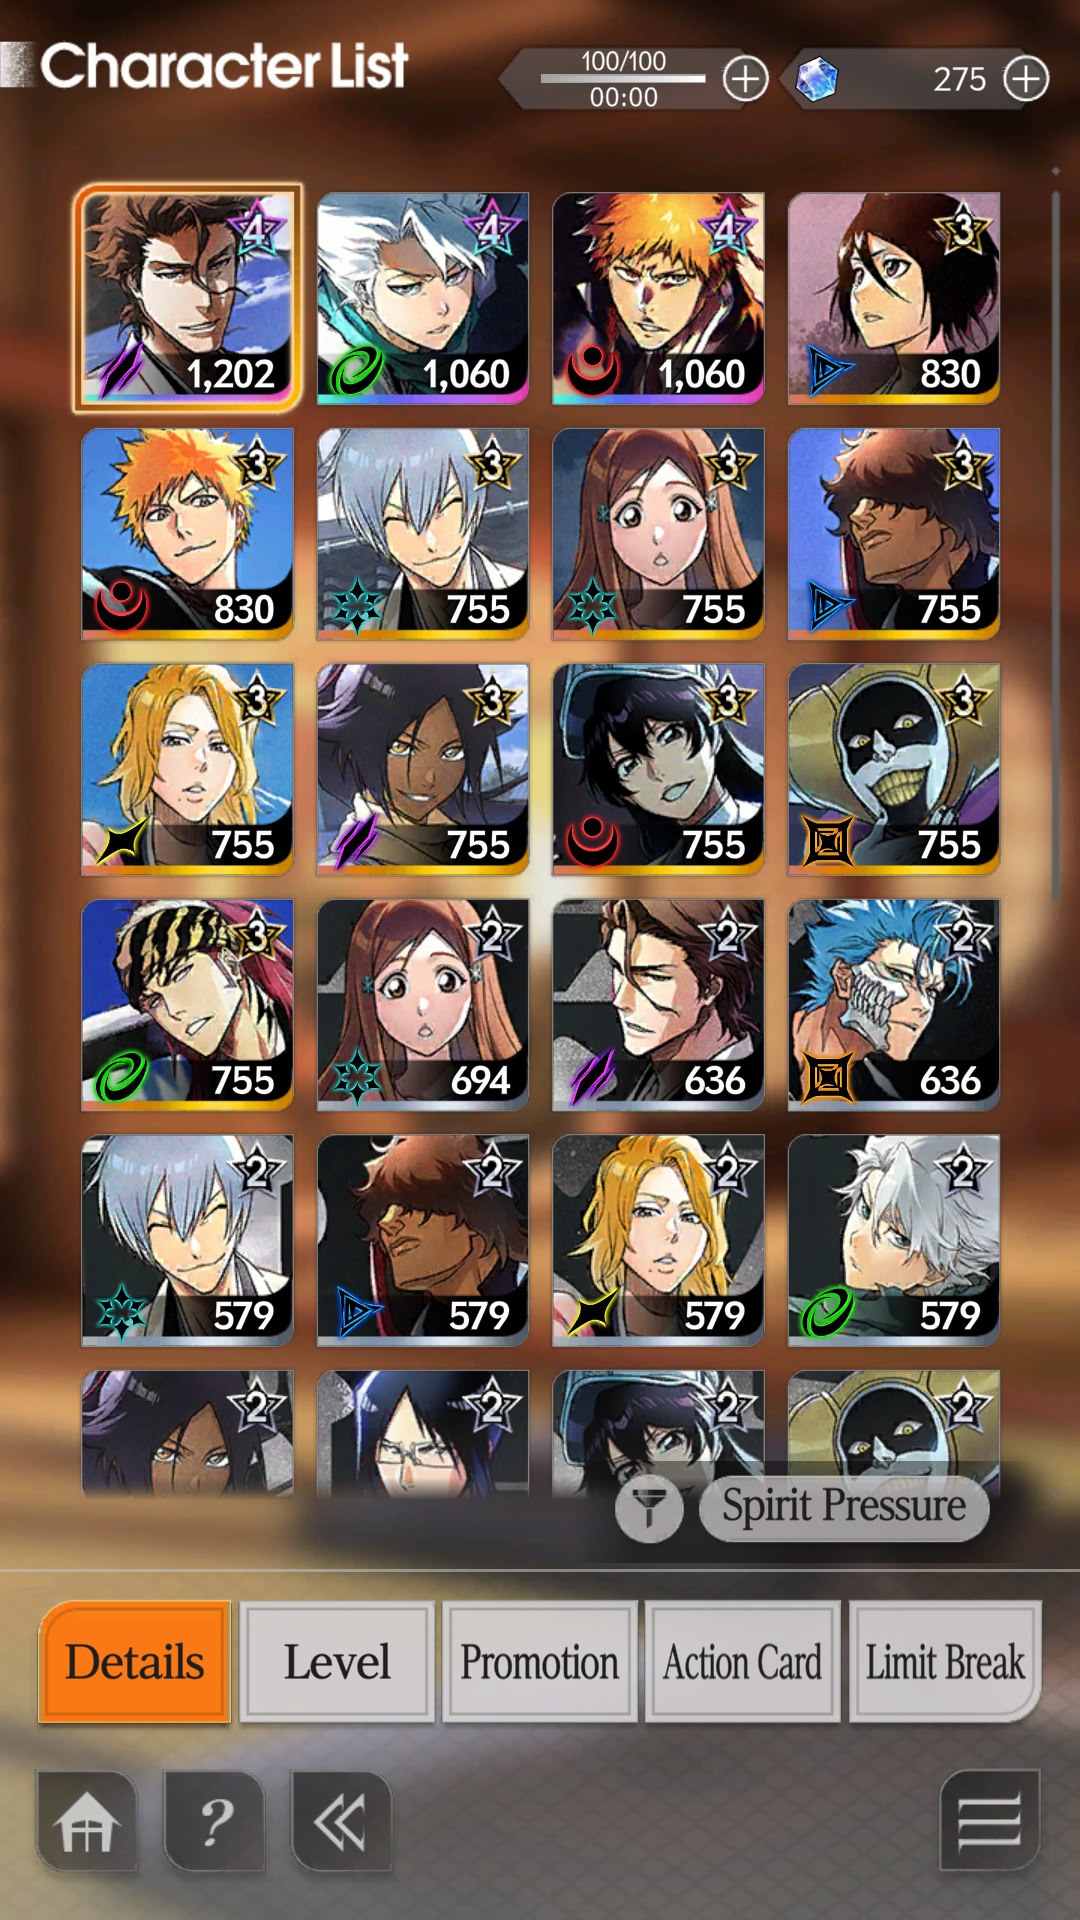 Character List
100/100
00:00
275
4 4 4 3
1,202 1,060 1,060 830
3 3 3 3
830 755 755 755
3 3 3 3
755 755 755 755
3 2 2 2
755 694 636 636
2 2 2 2
579 579 579 579
2 2 2 2
Spirit Pressure
Details Level Promotion Action Card Limit Break
?